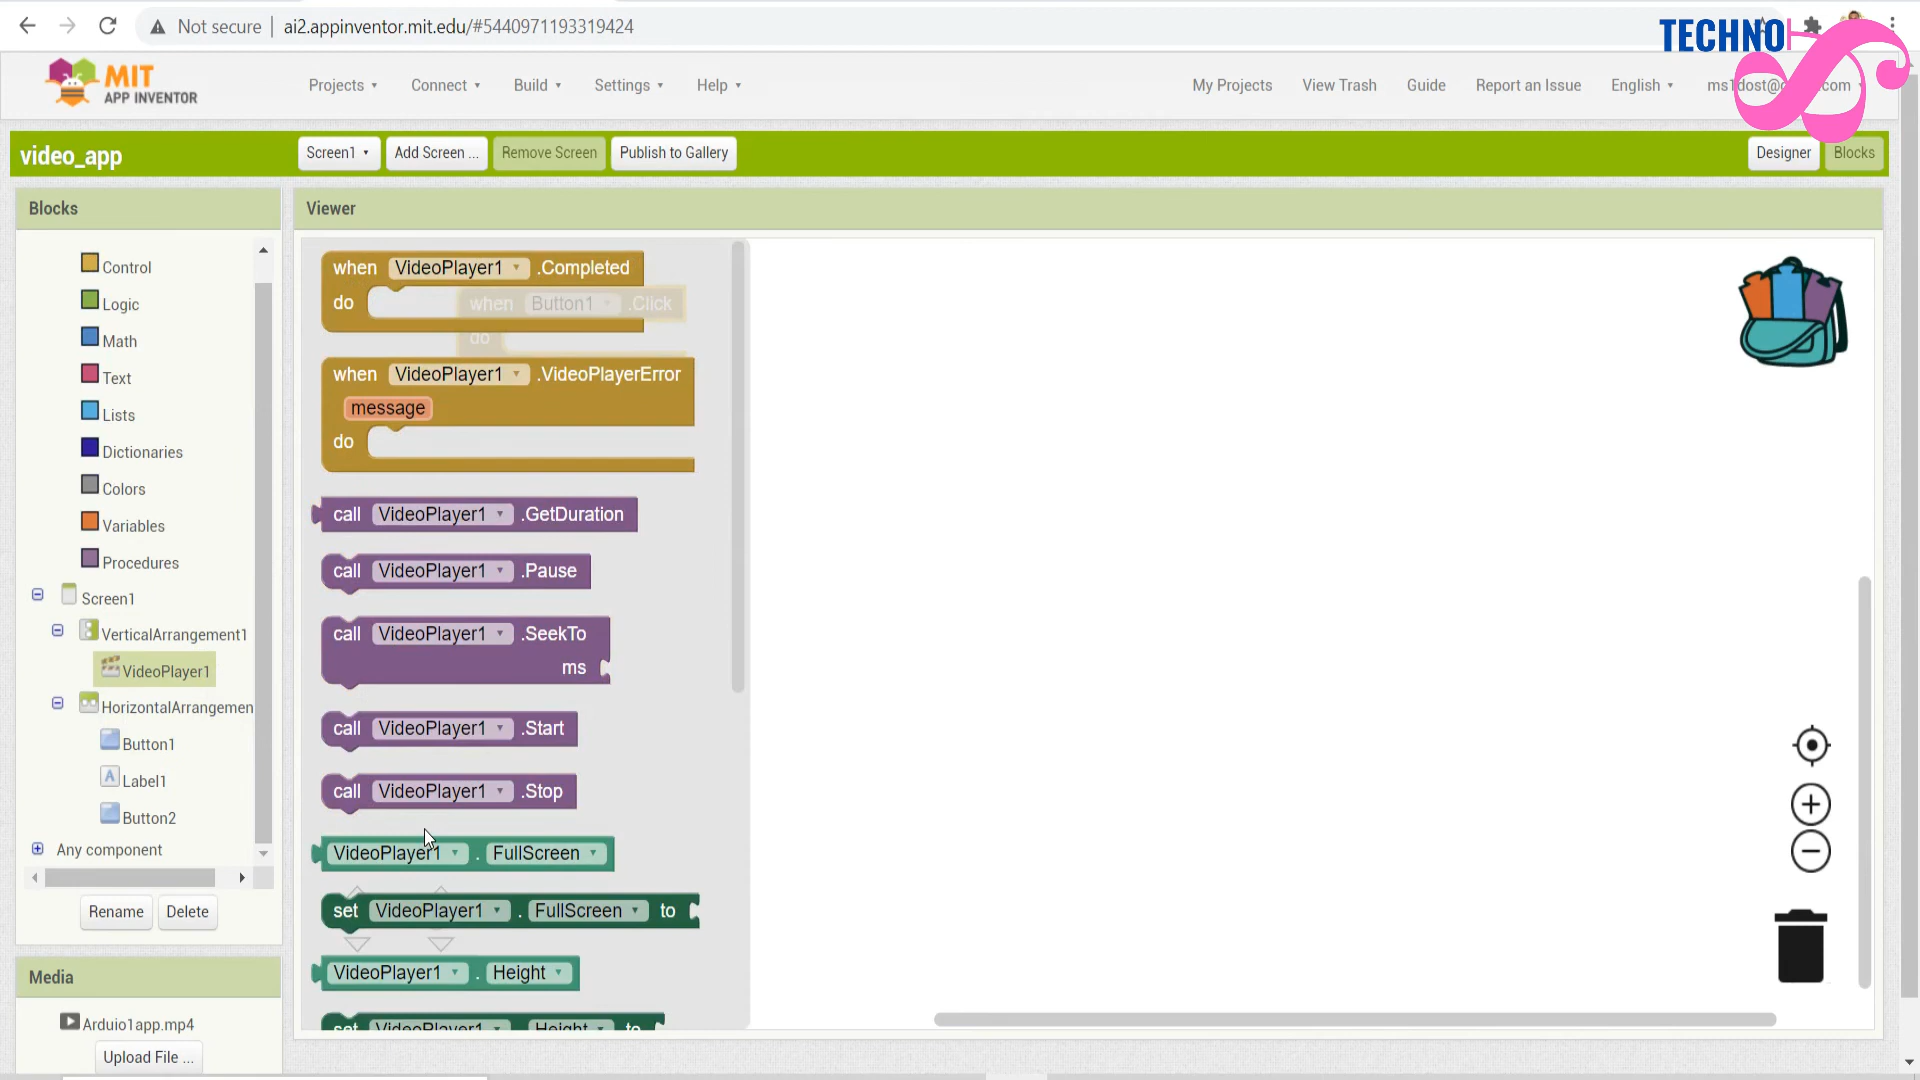 Not secure | ai2.appinventor.mit.edu/#5440971193319424
TECHNO
MIT
APP INVENTOR
Projects
Connect
Build
Settings
Help
My Projects
View Trash
Guide
Report an Issue
English
video_app
Screen1
Add Screen ...
Remove Screen
Publish to Gallery
Designer
Blocks
Blocks
Viewer
Control
Logic
Math
Text
Lists
Dictionaries
Colors
Variables
Procedures
Screen1
VerticalArrangement1
VideoPlayer1
HorizontalArrangemen
Button1
Label1
Button2
Any component
Rename
Delete
Media
Arduio1app.mp4
Upload File ...
when VideoPlayer1 .Completed
do
when Button1 .Click
do
when VideoPlayer1 .VideoPlayerError
message
do
call VideoPlayer1 .GetDuration
call VideoPlayer1 .Pause
call VideoPlayer1 .SeekTo
ms
call VideoPlayer1 .Start
call VideoPlayer1 .Stop
VideoPlayer1 . FullScreen
set VideoPlayer1 . FullScreen to
VideoPlayer1 . Height
set VideoPlayer1 . Height to